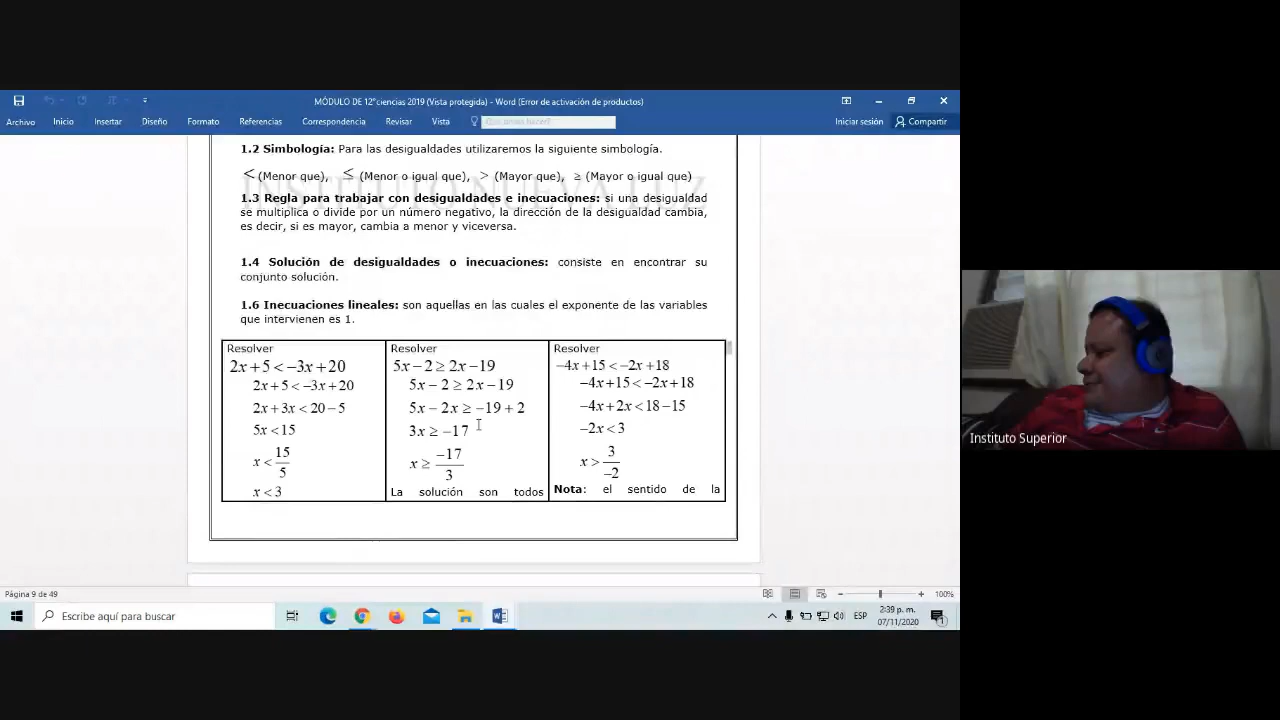 MÓDULO DE 12°ciencias 2019 (Vista protegida) - Word (Error de activación de productos)
Archivo Inicio Insertar Diseño Formato Referencias Correspondencia Revisar Vista ¿Qué desea hacer? Iniciar sesión Compartir
INSTITUTO NUEVA LUZ
1.2 Simbología: Para las desigualdades utilizaremos la siguiente simbología.
< (Menor que), ≤ (Menor o igual que), > (Mayor que), ≥ (Mayor o igual que)
1.3 Regla para trabajar con desigualdades e inecuaciones: si una desigualdad
se multiplica o divide por un número negativo, la dirección de la desigualdad cambia,
es decir, si es mayor, cambia a menor y viceversa.
1.4 Solución de desigualdades o inecuaciones: consiste en encontrar su
conjunto solución.
1.6 Inecuaciones lineales: son aquellas en las cuales el exponente de las variables
que intervienen es 1.
Resolver
2x+5 < −3x+20
2x+5 < −3x+20
2x+3x < 20−5
5x < 15
x < 15/5
x < 3
Resolver
5x−2 ≥ 2x−19
5x−2 ≥ 2x−19
5x−2x ≥ −19+2
3x ≥ −17
x ≥ −17/3
La solución son todos
Resolver
−4x+15 < −2x+18
−4x+15 < −2x+18
−4x+2x < 18−15
−2x < 3
x > 3/−2
Nota: el sentido de la
Instituto Superior
Página 9 de 49
100%
Escribe aquí para buscar
ESP
2:39 p. m.
07/11/2020
1